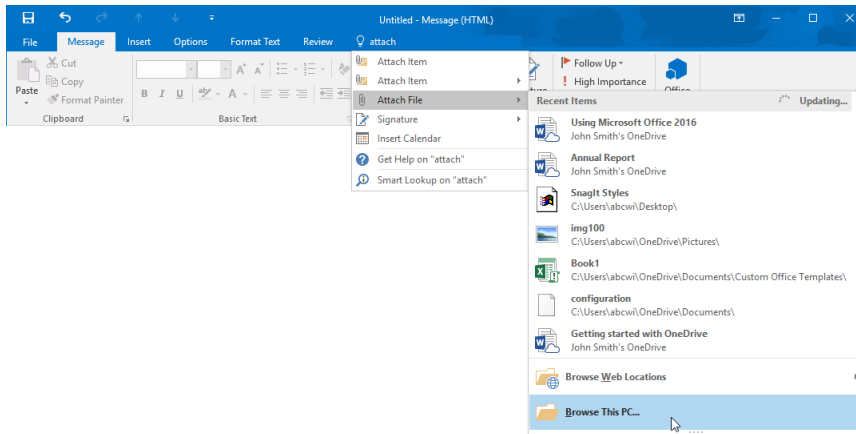 Untitled - Message (HTML)
File Message Insert Options Format Text Review attach
Cut
Copy
Paste
Format Painter
Clipboard
B I U
Basic Text
Follow Up
High Importance
Attach Item
Attach Item
Attach File
Signature
Insert Calendar
Get Help on "attach"
Smart Lookup on "attach"
Recent Items Updating...
Using Microsoft Office 2016
John Smith's OneDrive
Annual Report
John Smith's OneDrive
SnagIt Styles
C:\Users\abcwi\Desktop\
img100
C:\Users\abcwi\OneDrive\Pictures\
Book1
C:\Users\abcwi\OneDrive\Documents\Custom Office Templates\
configuration
C:\Users\abcwi\OneDrive\Documents\
Getting started with OneDrive
John Smith's OneDrive
Browse Web Locations
Browse This PC...